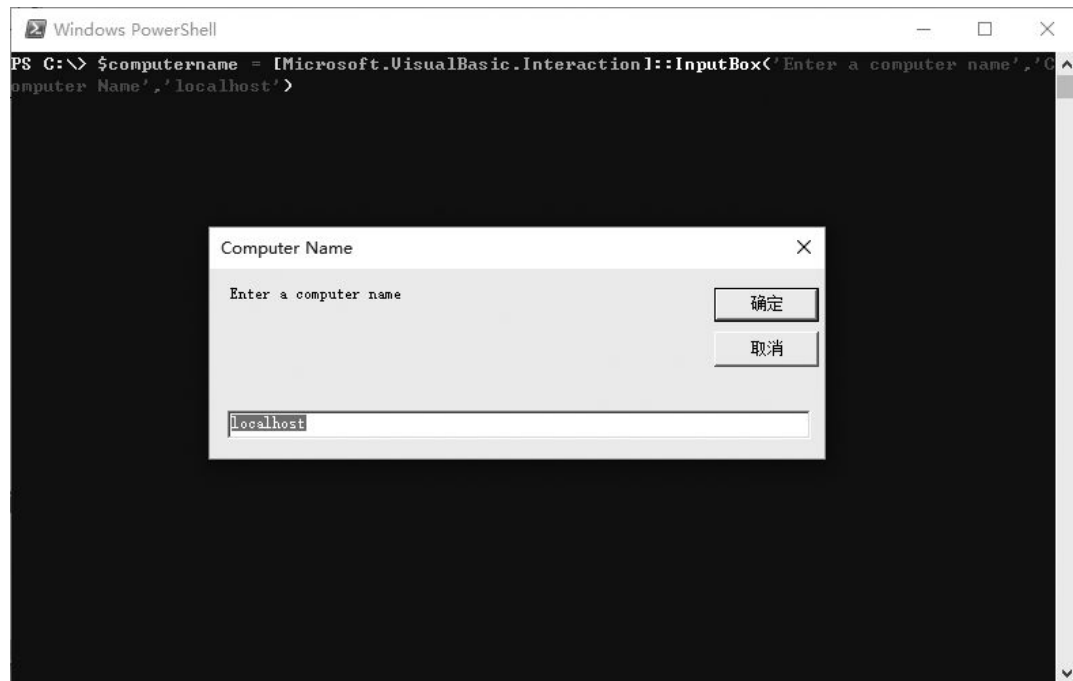 Windows PowerShell
PS C:\> $computername = [Microsoft.VisualBasic.Interaction]::InputBox('Enter a computer name','C
omputer Name','localhost')
Computer Name
Enter a computer name
确定
取消
localhost